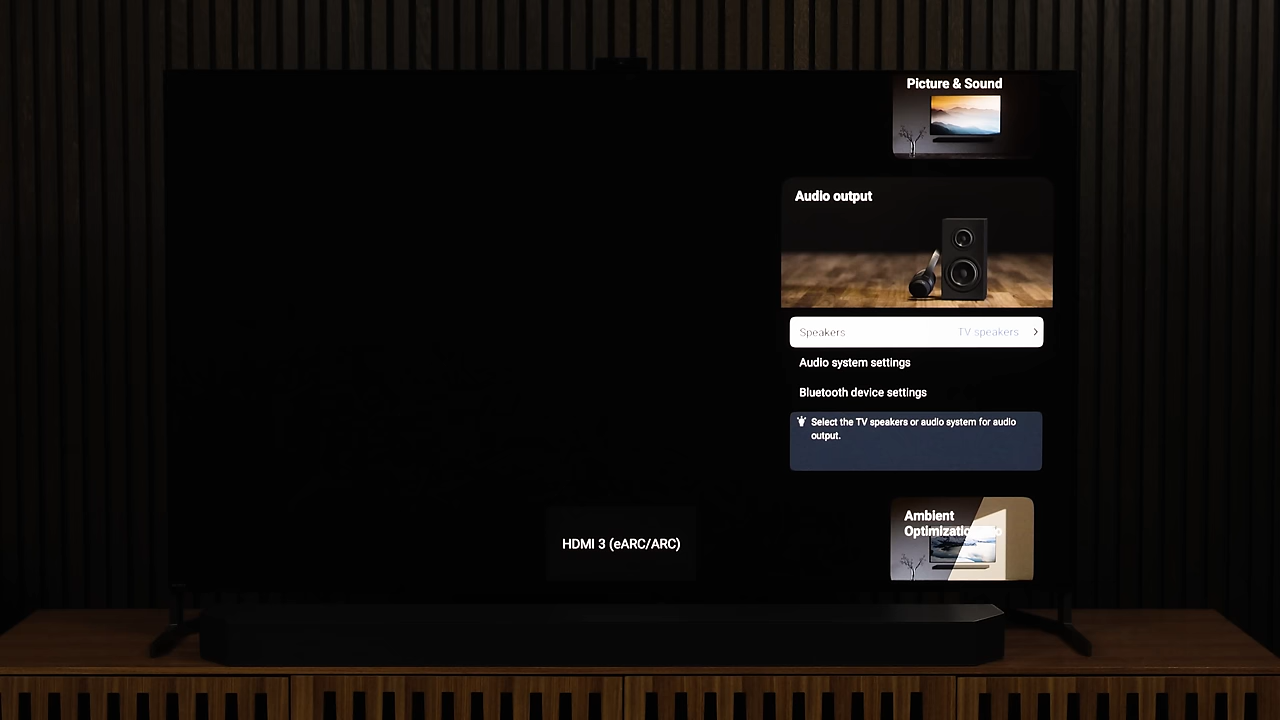 Picture & Sound
Audio output
Speakers TV speakers
Audio system settings
Bluetooth device settings
Select the TV speakers or audio system for audio
output.
HDMI 3 (eARC/ARC)
Ambient